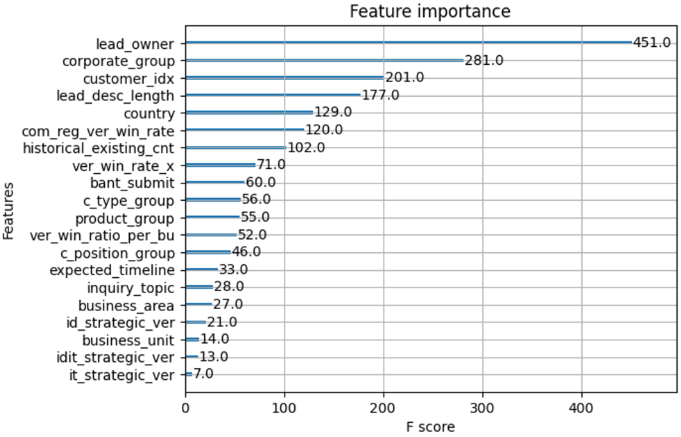 Feature importance
Features
lead_owner 451.0
corporate_group 281.0
customer_idx 201.0
lead_desc_length 177.0
country 129.0
com_reg_ver_win_rate 120.0
historical_existing_cnt 102.0
ver_win_rate_x 71.0
bant_submit 60.0
c_type_group 56.0
product_group 55.0
ver_win_ratio_per_bu 52.0
c_position_group 46.0
expected_timeline 33.0
inquiry_topic 28.0
business_area 27.0
id_strategic_ver 21.0
business_unit 14.0
idit_strategic_ver 13.0
it_strategic_ver 7.0
0 100 200 300 400
F score